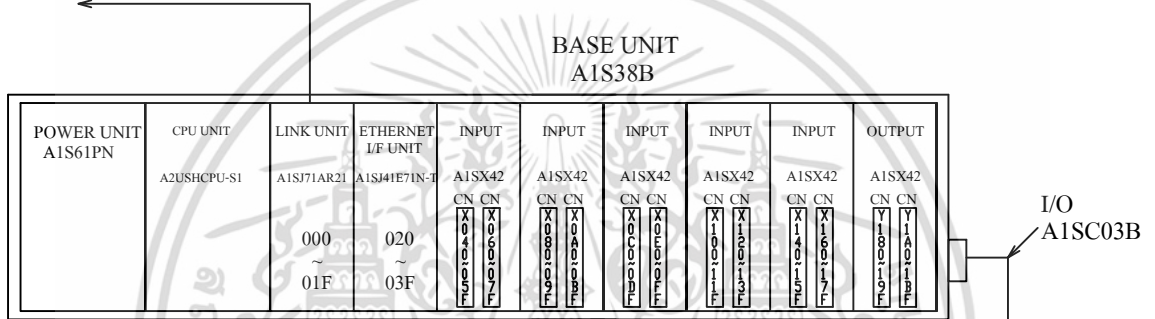 BASE UNIT
A1S38B
POWER UNIT
A1S61PN
CPU UNIT
A2USHCPU-S1
LINK UNIT
A1SJ71AR21
000
~
01F
ETHERNET
I/F UNIT
A1SJ41E71N-T
020
~
03F
INPUT
A1SX42
CN CN
X040~05F
X060~07F
INPUT
A1SX42
CN CN
X080~09F
X0A0~0BF
INPUT
A1SX42
CN CN
X0C0~0DF
X0E0~0FF
INPUT
A1SX42
CN CN
X100~11F
X120~13F
INPUT
A1SX42
CN CN
X140~15F
X160~17F
OUTPUT
A1SX42
CN CN
Y180~19F
Y1A0~1BF
I/O
A1SC03B